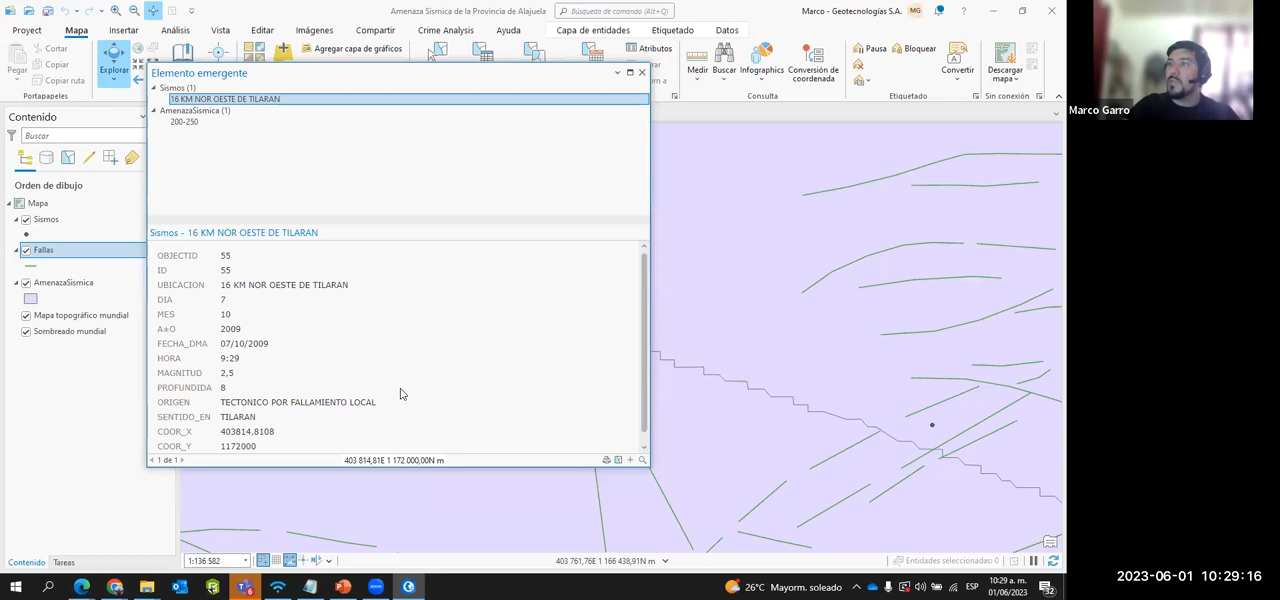 Amenaza Sismica de la Provincia de Alajuela
Búsqueda de comando (Alt+Q)
Marco - Geotecnologías S.A.
MG
?
Proyecto
Mapa
Insertar
Análisis
Vista
Editar
Imágenes
Compartir
Crime Analysis
Ayuda
Capa de entidades
Etiquetado
Datos
Pegar
Cortar
Copiar
Copiar ruta
Portapapeles
Explorar
Agregar capa de gráficos
Atributos
Medir
Buscar
Infographics
Conversión de coordenada
Consulta
Pausa
Bloquear
Convertir
Etiquetado
Descargar mapa
Sin conexión
Elemento emergente
Sismos (1)
16 KM NOR OESTE DE TILARAN
AmenazaSismica (1)
200-250
Sismos - 16 KM NOR OESTE DE TILARAN
OBJECTID 55
ID 55
UBICACION 16 KM NOR OESTE DE TILARAN
DIA 7
MES 10
A±O 2009
FECHA_DMA 07/10/2009
HORA 9:29
MAGNITUD 2,5
PROFUNDIDA 8
ORIGEN TECTONICO POR FALLAMIENTO LOCAL
SENTIDO_EN TILARAN
COOR_X 403814,8108
COOR_Y 1172000
1 de 1
403 814,81E 1 172 000,00N m
Contenido
Buscar
Orden de dibujo
Mapa
Sismos
Fallas
AmenazaSismica
Mapa topográfico mundial
Sombreado mundial
Contenido
Tareas
1:136 582
403 761,76E 1 166 438,91N m
Entidades seleccionadas: 0
26°C Mayorm. soleado
ESP
10:29 a. m.
01/06/2023
32
Marco Garro
2023-06-01 10:29:16